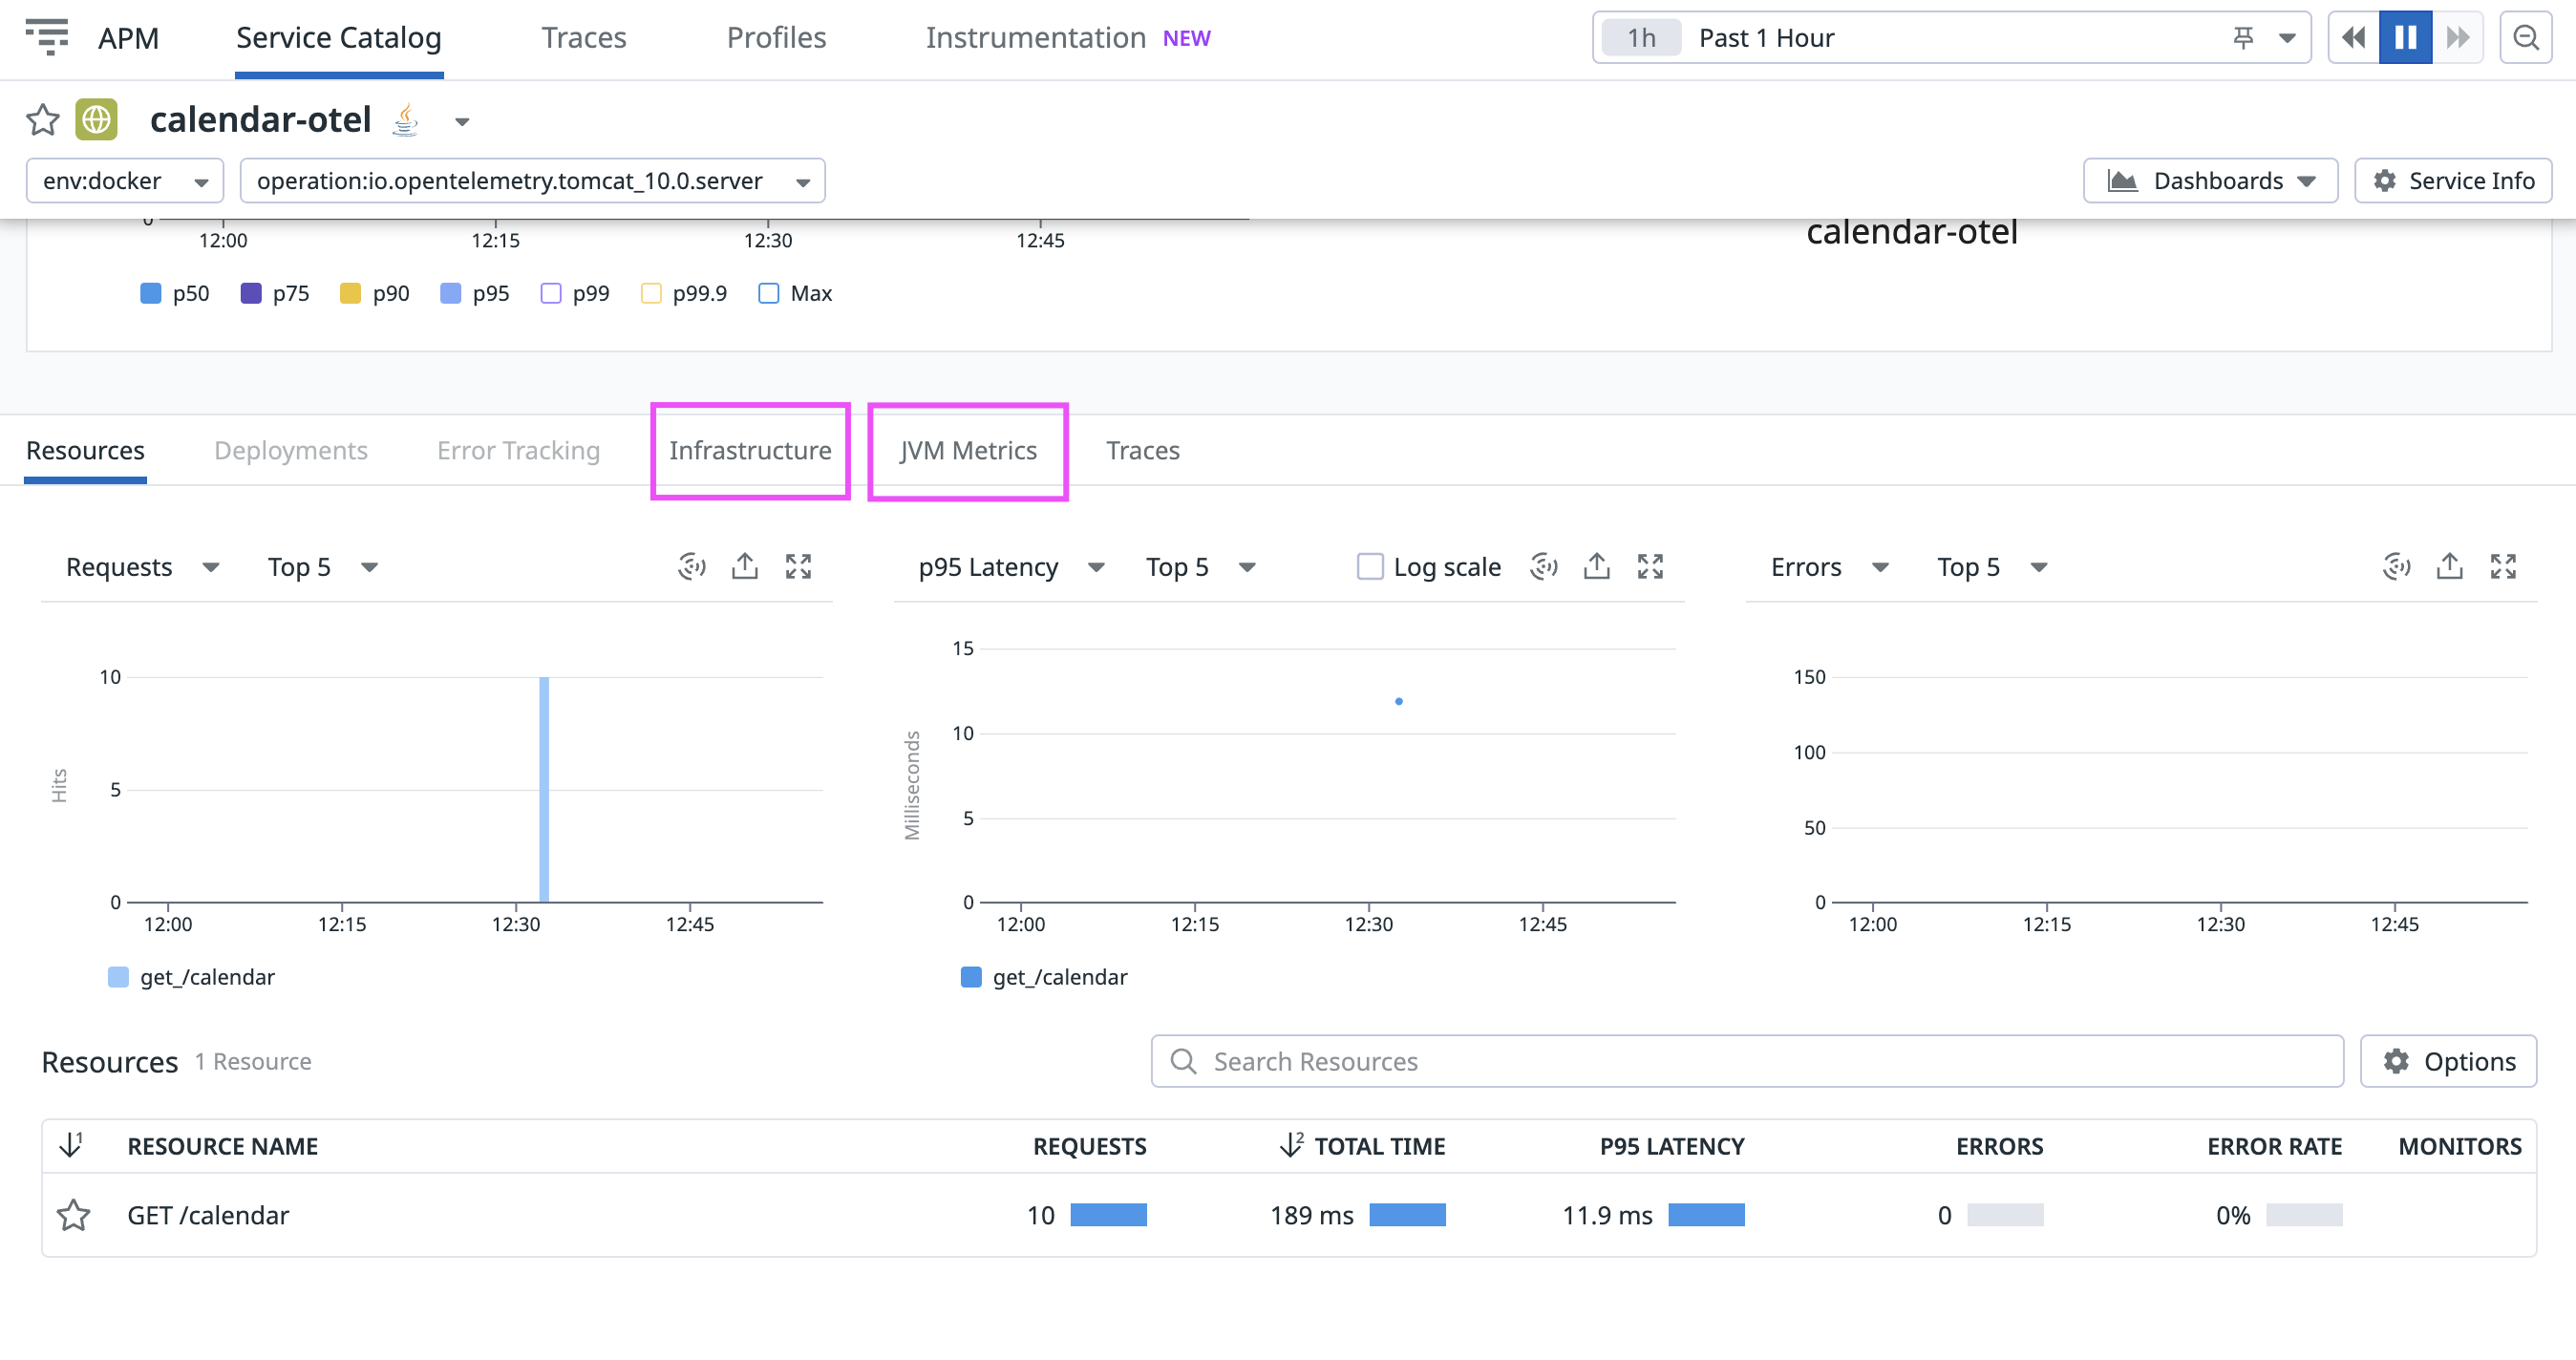 APM Service Catalog Traces Profiles Instrumentation NEW 1h Past 1 Hour
calendar-otel
env:docker operation:io.opentelemetry.tomcat_10.0.server Dashboards Service Info
0
12:00 12:15 12:30 12:45
calendar-otel
p50 p75 p90 p95 p99 p99.9 Max
Resources Deployments Error Tracking Infrastructure JVM Metrics Traces
Requests Top 5
Hits
10
5
0
12:00 12:15 12:30 12:45
get_/calendar
p95 Latency Top 5 Log scale
Milliseconds
15
10
5
0
12:00 12:15 12:30 12:45
get_/calendar
Errors Top 5
150
100
50
0
12:00 12:15 12:30 12:45
Resources 1 Resource Search Resources Options
1 RESOURCE NAME REQUESTS 2 TOTAL TIME P95 LATENCY ERRORS ERROR RATE MONITORS
GET /calendar 10 189 ms 11.9 ms 0 0%